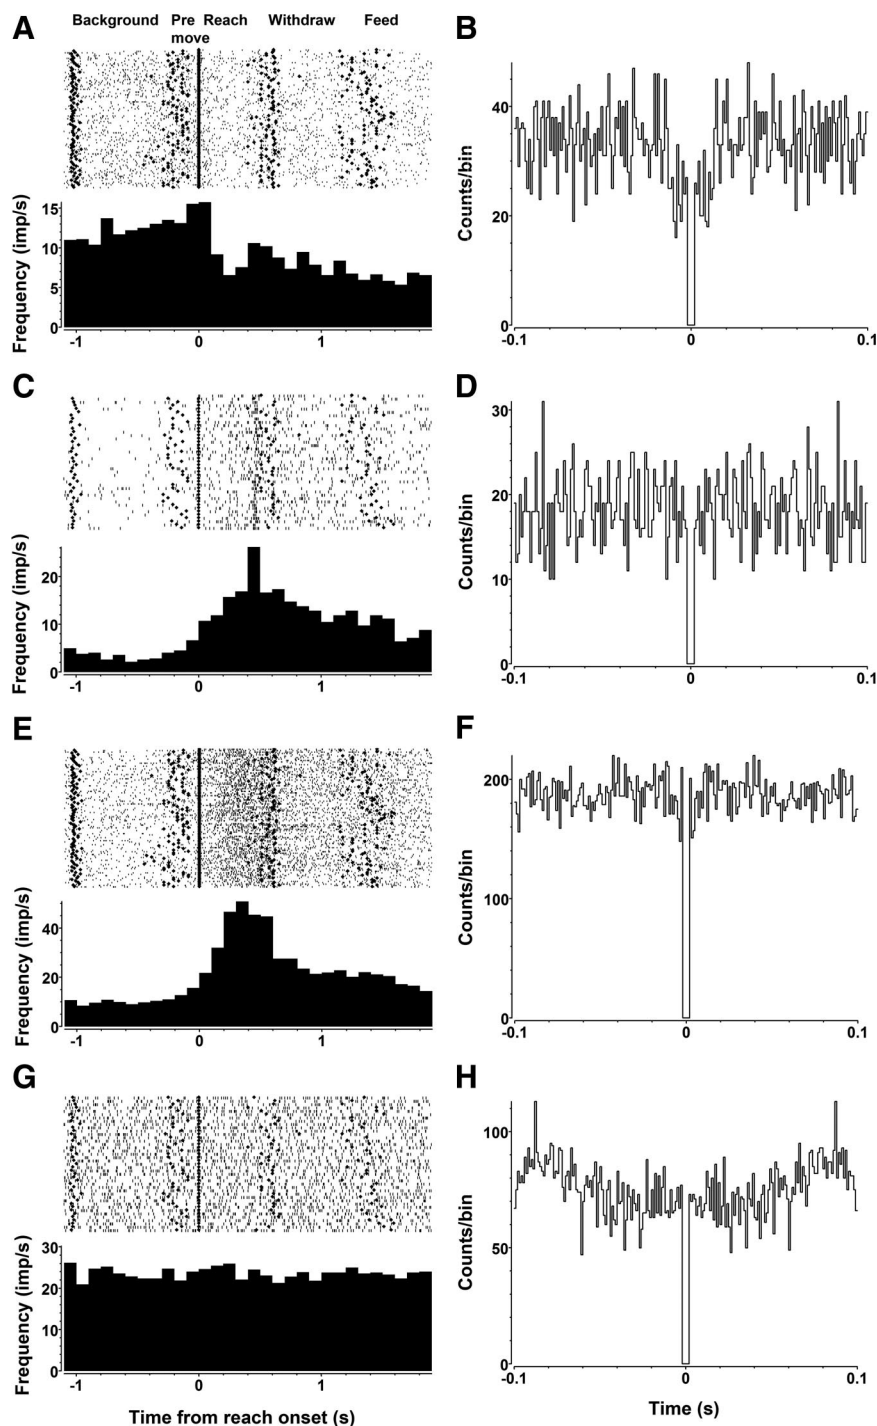 A
Background Pre Reach Withdraw Feed
move
Frequency (imp/s)
15
10
5
0
-1 0 1
B
Counts/bin
40
20
0
-0.1 0 0.1
C
Frequency (imp/s)
20
10
0
-1 0 1
D
Counts/bin
30
20
10
0
-0.1 0 0.1
E
Frequency (imp/s)
40
20
0
-1 0 1
F
Counts/bin
200
100
0
-0.1 0 0.1
G
Frequency (imp/s)
30
20
10
0
-1 0 1
Time from reach onset (s)
H
Counts/bin
100
50
0
-0.1 0 0.1
Time (s)